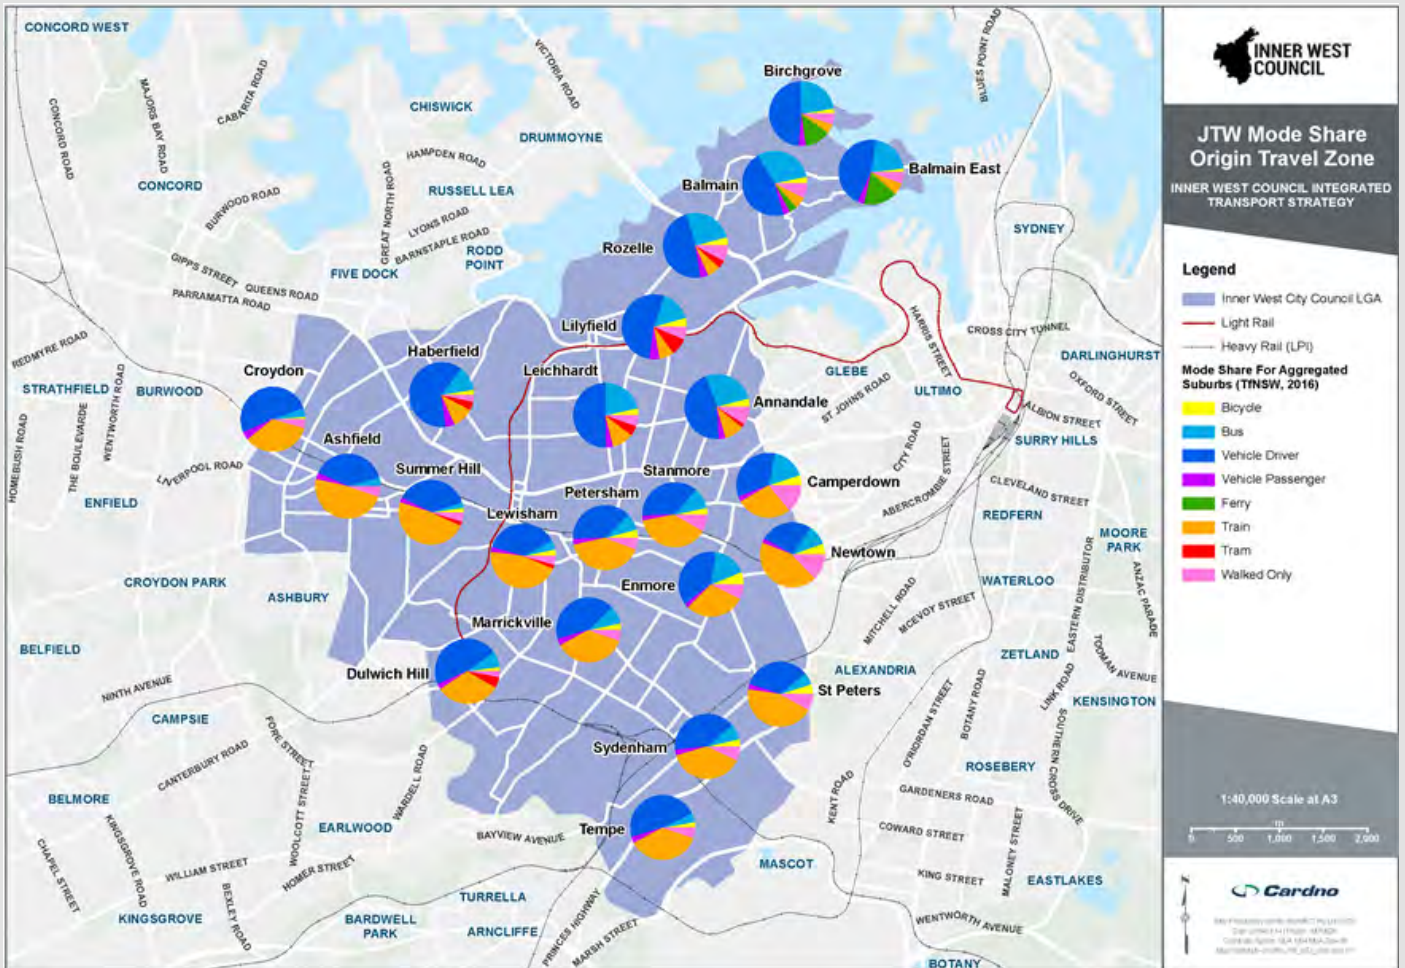 CONCORD WEST
CONCORD ROAD
MAJORS BAY ROAD
CABARITA ROAD
CHISWICK
VICTORIA ROAD
DRUMMOYNE
HAMPDEN ROAD
RUSSELL LEA
CONCORD
BURWOOD ROAD
GREAT NORTH ROAD
LYONS ROAD
BARNSTAPLE ROAD
RODD
POINT
GIPPS STREET
QUEENS ROAD
FIVE DOCK
PARRAMATTA ROAD
REDMYRE ROAD
STRATHFIELD
BURWOOD
HOMEBUSH ROAD
THE BOULEVARDE
WENTWORTH ROAD
LIVERPOOL ROAD
ENFIELD
CROYDON PARK
ASHBURY
BELFIELD
NINTH AVENUE
CAMPSIE
CANTERBURY ROAD
FORE STREET
WOOLCOTT STREET
WARDELL ROAD
BELMORE
KINGSGROVE ROAD
CHAPEL STREET
EARLWOOD
WILLIAM STREET
HOMER STREET
BEXLEY ROAD
KINGSGROVE
BAYVIEW AVENUE
BARDWELL
PARK
TURRELLA
ARNCLIFFE
PRINCES HIGHWAY
MARSH STREET
Birchgrove
Balmain East
Balmain
Rozelle
Lilyfield
Haberfield
Croydon
Leichhardt
Annandale
Ashfield
Summer Hill
Stanmore
Camperdown
Petersham
Lewisham
Newtown
Enmore
Marrickville
Dulwich Hill
St Peters
Sydenham
Tempe
BLUES POINT ROAD
SYDNEY
CROSS CITY TUNNEL
DARLINGHURST
HARRIS STREET
GLEBE
ULTIMO
ST JOHNS ROAD
OXFORD STREET
ALBION STREET
SURRY HILLS
CITY ROAD
ABERCROMBIE STREET
CLEVELAND STREET
REDFERN
MOORE
PARK
ANZAC PARADE
EASTERN DISTRIBUTOR
WATERLOO
MITCHELL ROAD
MCEVOY STREET
ALEXANDRIA
ZETLAND
TODMAN AVENUE
LINK ROAD
KENSINGTON
O'RIORDAN STREET
BOTANY ROAD
SOUTHERN CROSS DRIVE
ROSEBERY
GARDENERS ROAD
KENT ROAD
COWARD STREET
MALONEY STREET
MASCOT
KING STREET
EASTLAKES
WENTWORTH AVENUE
BOTANY
INNER WEST
COUNCIL
JTW Mode Share
Origin Travel Zone
INNER WEST COUNCIL INTEGRATED
TRANSPORT STRATEGY
Legend
Inner West City Council LGA
Light Rail
Heavy Rail (LPI)
Mode Share For Aggregated
Suburbs (TfNSW, 2016)
Bicycle
Bus
Vehicle Driver
Vehicle Passenger
Ferry
Train
Tram
Walked Only
1:40,000 Scale at A3
m
0 500 1,000 1,500 2,000
N
Cardno